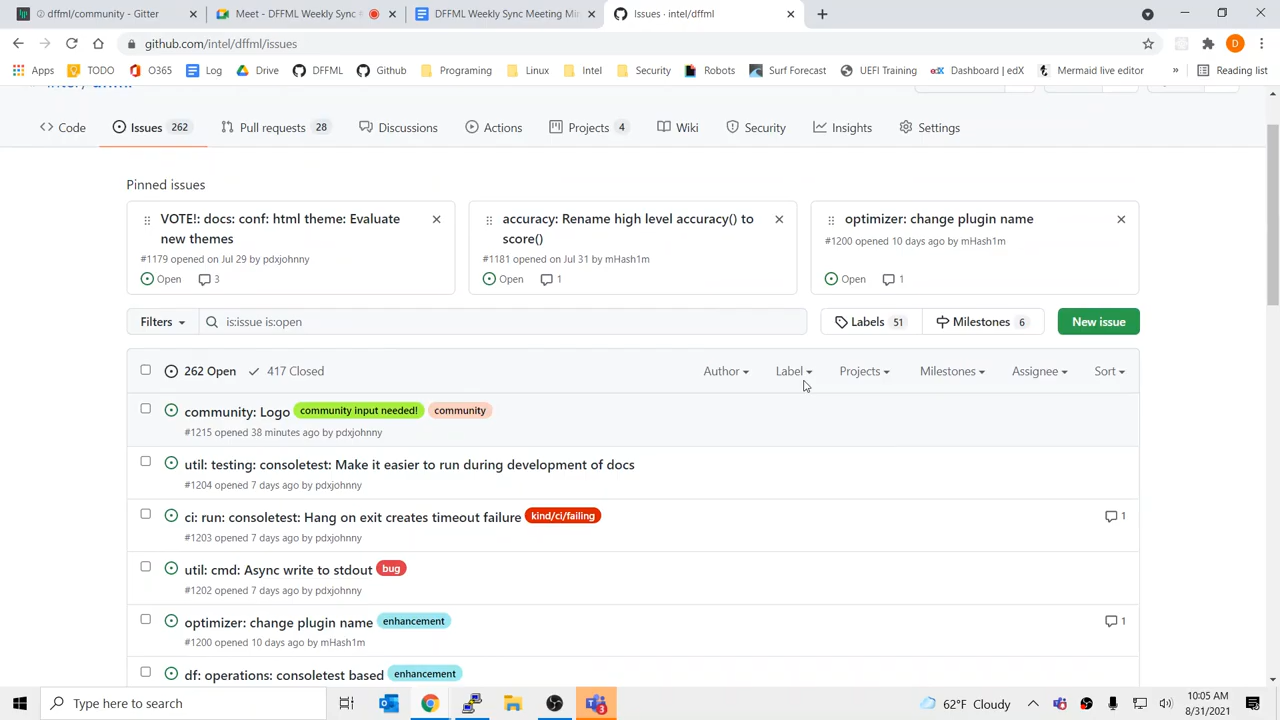 dffml/community - Gitter
Meet - DFFML Weekly Sync
DFFML Weekly Sync Meeting Min
Issues · intel/dffml
github.com/intel/dffml/issues
D
Apps
TODO
O365
Log
Drive
DFFML
Github
Programing
Linux
Intel
Security
Robots
Surf Forecast
UEFI Training
edX
Dashboard | edX
Mermaid live editor
»
Reading list
Code
Issues 262
Pull requests 28
Discussions
Actions
Projects 4
Wiki
Security
Insights
Settings
Pinned issues
VOTE!: docs: conf: html theme: Evaluate
new themes
#1179 opened on Jul 29 by pdxjohnny
Open 3
accuracy: Rename high level accuracy() to
score()
#1181 opened on Jul 31 by mHash1m
Open 1
optimizer: change plugin name
#1200 opened 10 days ago by mHash1m
Open 1
Filters
is:issue is:open
Labels 51
Milestones 6
New issue
262 Open
417 Closed
Author
Label
Projects
Milestones
Assignee
Sort
community: Logo community input needed! community
#1215 opened 38 minutes ago by pdxjohnny
util: testing: consoletest: Make it easier to run during development of docs
#1204 opened 7 days ago by pdxjohnny
ci: run: consoletest: Hang on exit creates timeout failure kind/ci/failing
1
#1203 opened 7 days ago by pdxjohnny
util: cmd: Async write to stdout bug
#1202 opened 7 days ago by pdxjohnny
optimizer: change plugin name enhancement
1
#1200 opened 10 days ago by mHash1m
df: operations: consoletest based enhancement
Type here to search
3
62°F Cloudy
10:05 AM
8/31/2021